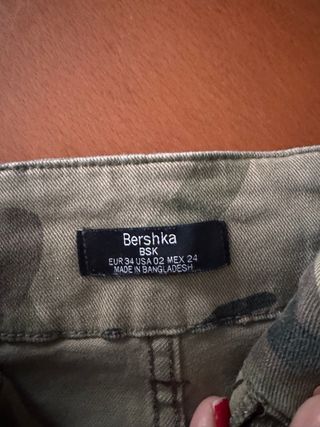 Bershka
BSK
EUR 34 USA 02 MEX 24
MADE IN BANGLADESH